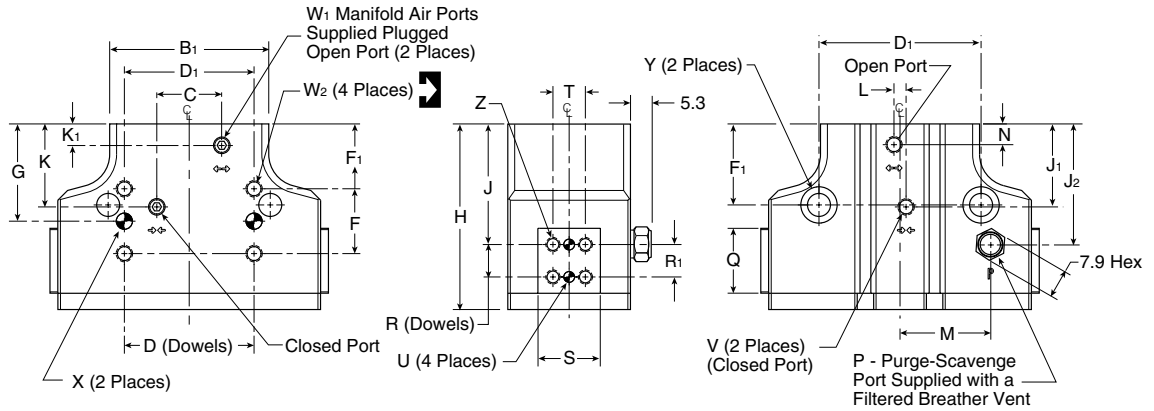 W1 Manifold Air Ports
Supplied Plugged
Open Port (2 Places)
B1
D1
C
W2 (4 Places)
℄
K1
K
G
F1
F
D (Dowels)
Closed Port
X (2 Places)
Z
T
℄
5.3
J
H
R1
R (Dowels)
U (4 Places)
S
D1
Y (2 Places)
Open Port
L
℄
N
F1
J1
J2
Q
P
7.9 Hex
M
V (2 Places)
(Closed Port)
P - Purge-Scavenge
Port Supplied with a
Filtered Breather Vent